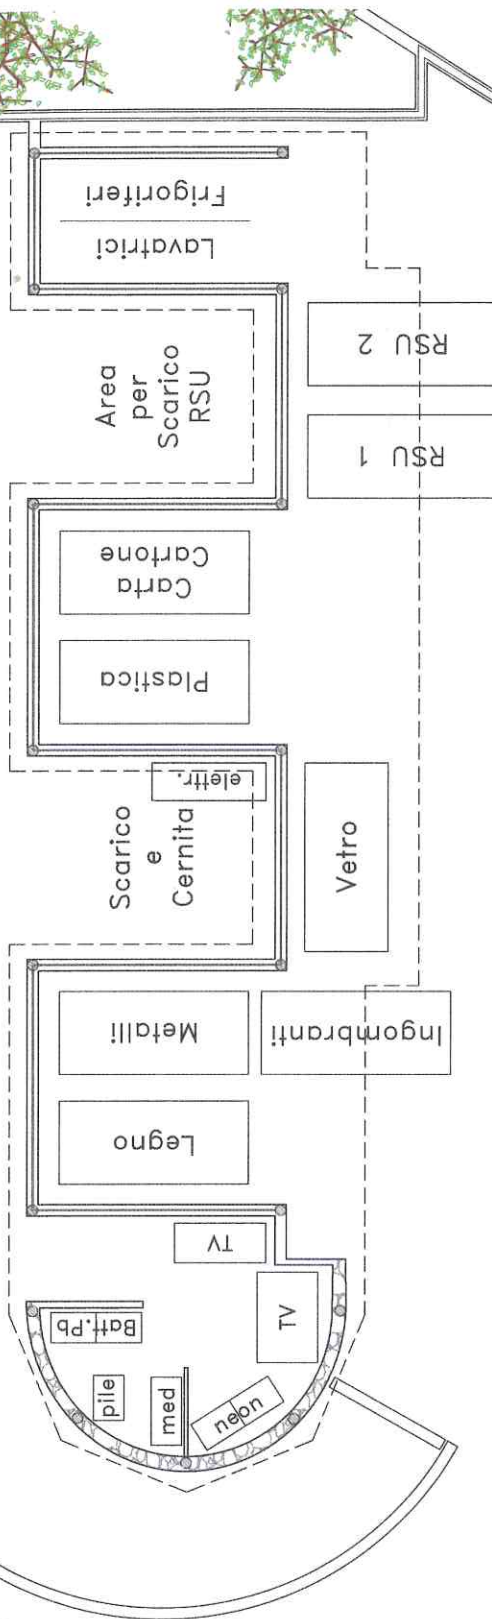 Frigoriferi
Lavatrici
Area
per
Scarico
RSU
RSU 2
RSU 1
Carta
Cartone
Plastica
elettr.
Scarico
e
Cernita
Vetro
Metalli
Ingombranti
Legno
TV
TV
Batt.Pb
pile
med
neon